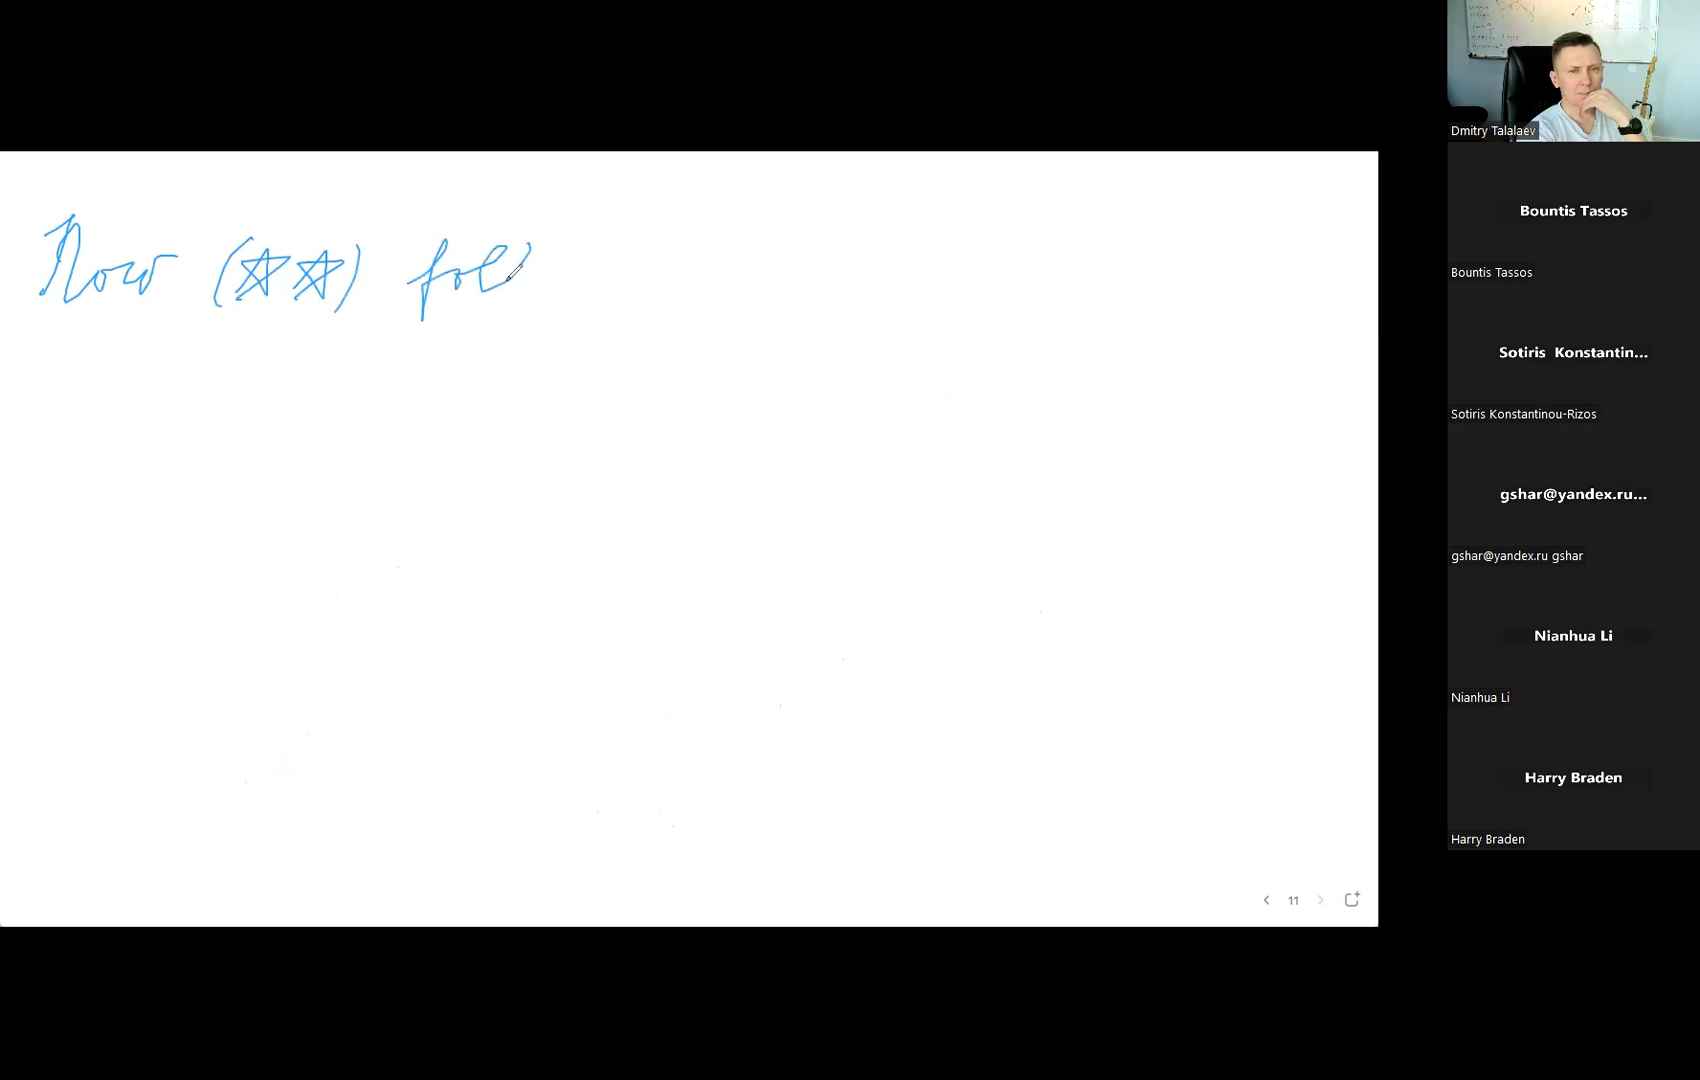 Now (☆☆) foll
Dmitry Talalaev
Bountis Tassos
Bountis Tassos
Sotiris Konstantin...
Sotiris Konstantinou-Rizos
gshar@yandex.ru...
gshar@yandex.ru gshar
Nianhua Li
Nianhua Li
Harry Braden
Harry Braden
11